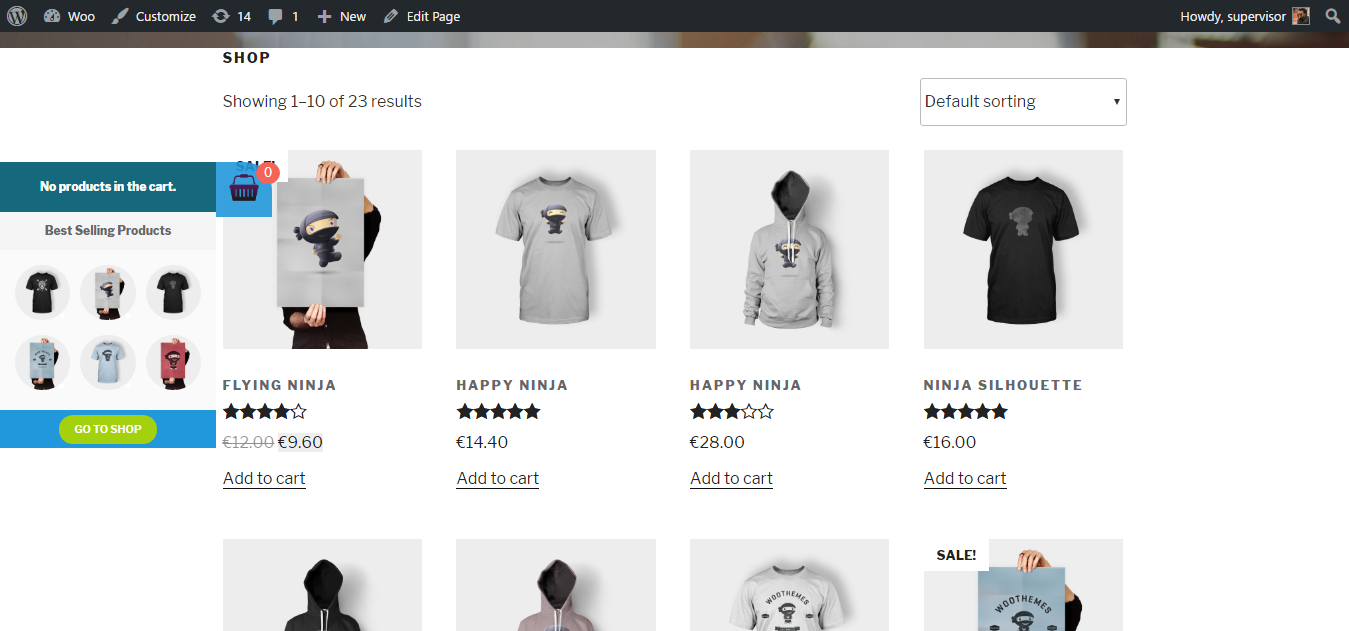 Woo Customize 14 1 New Edit Page Howdy, supervisor
SHOP
Showing 1–10 of 23 results
Default sorting
SALE!
No products in the cart.
0
Best Selling Products
GO TO SHOP
FLYING NINJA
€12.00 €9.60
Add to cart
HAPPY NINJA
€14.40
Add to cart
HAPPY NINJA
€28.00
Add to cart
NINJA SILHOUETTE
€16.00
Add to cart
WOOTHEMES
SALE!
WOOTHEMES